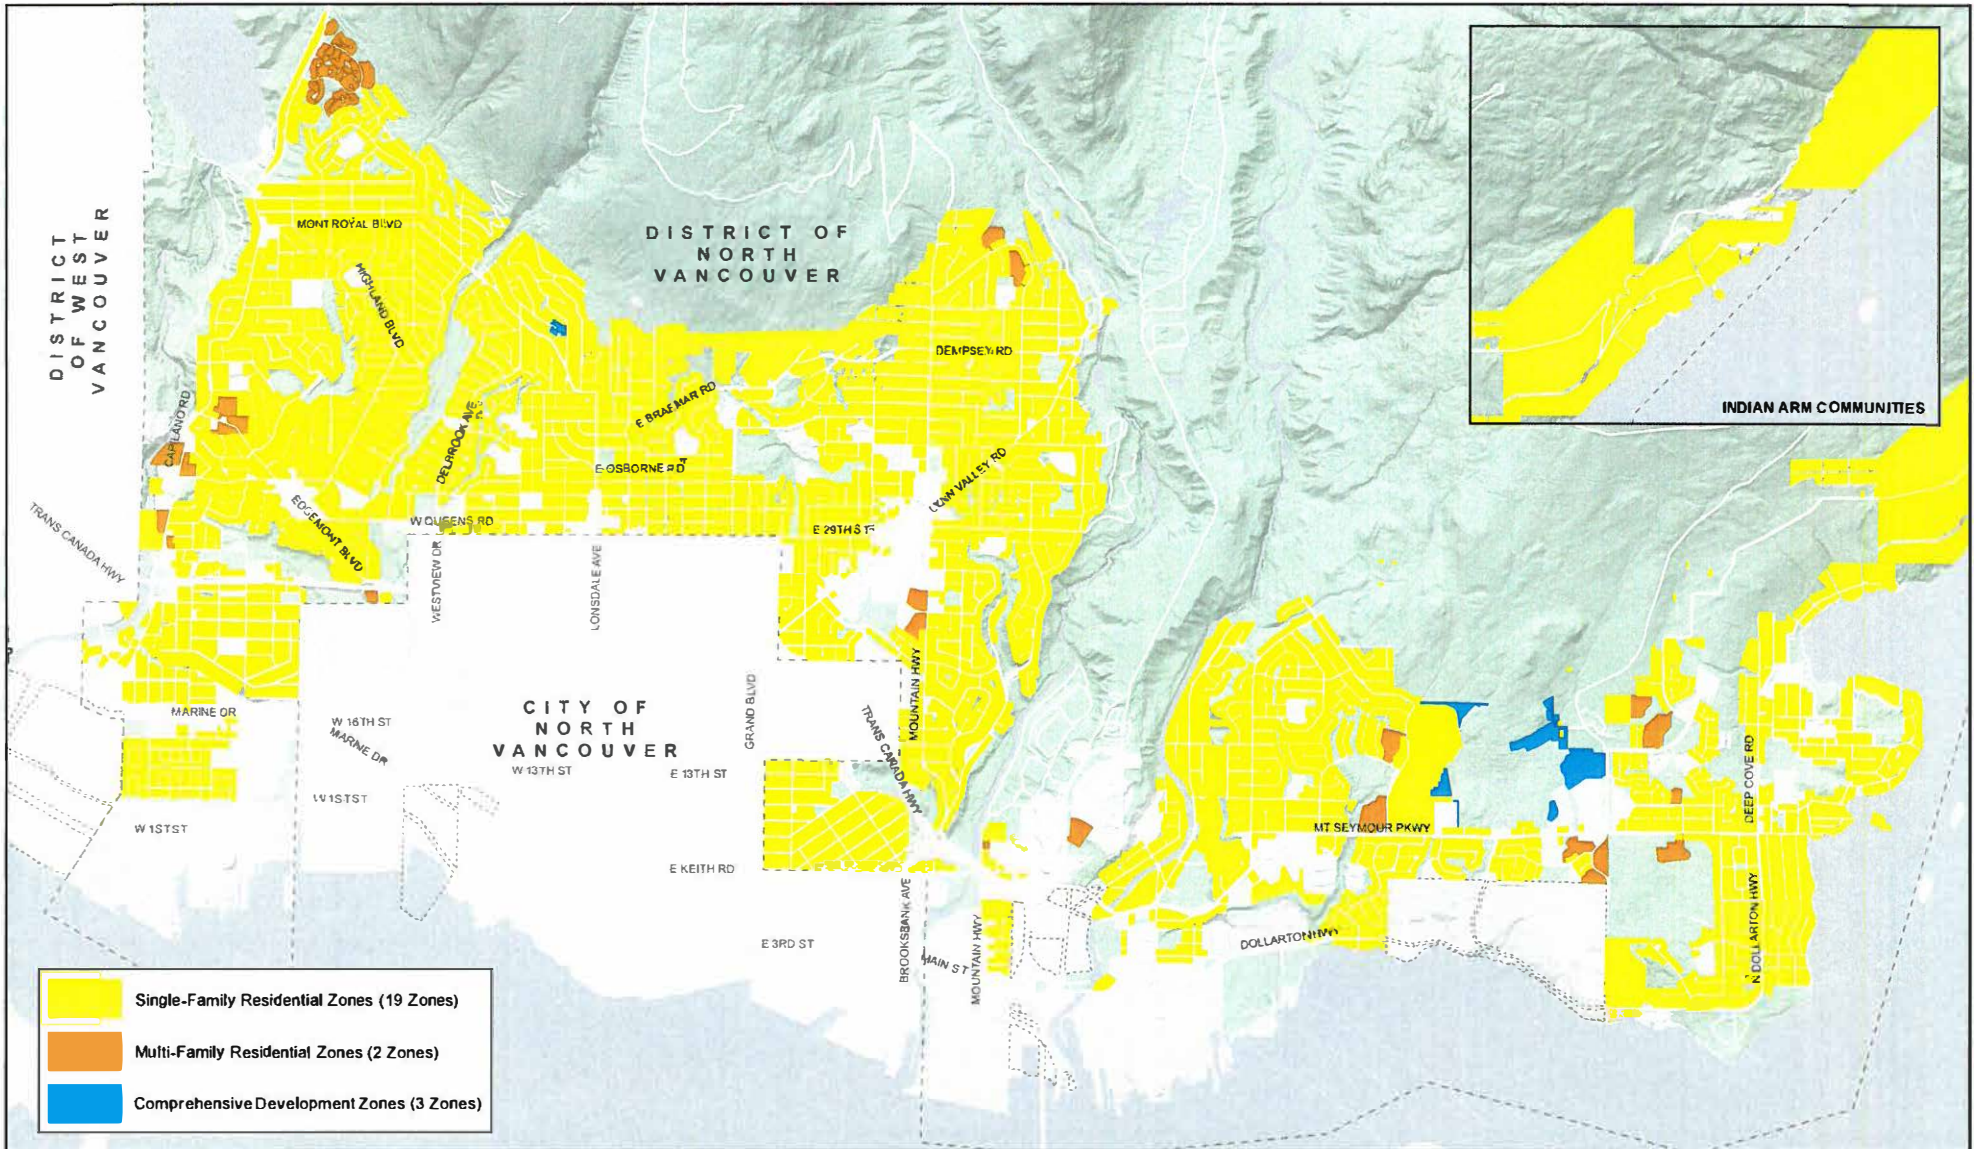 DISTRICT
OF WEST
VANCOUVER
MONTROYAL BLVD
HIGHLAND BLVD
DISTRICT OF
NORTH
VANCOUVER
DEMPSEY RD
INDIAN ARM COMMUNITIES
CAPILANO RD
DELBROOK AVE
E BRAEMAR RD
E OSBORNE RD
LYNN VALLEY RD
TRANS CANADA HWY
EDGEMONT BLVD
W QUEENS RD
E 29TH ST
WESTVIEW DR
LONSDALE AVE
MARINE DR
W 16TH ST
MARINE DR
CITY OF
NORTH
VANCOUVER
GRAND BLVD
TRANS CANADA HWY
MOUNTAIN HWY
W 13TH ST
E 13TH ST
W 1ST ST
W 1ST ST
MT SEYMOUR PKWY
DEEP COVE RD
E KEITH RD
BROOKSBANK AVE
E 3RD ST
MAIN ST
MOUNTAIN HWY
DOLLARTON HWY
N DOLLARTON HWY
Single-Family Residential Zones (19 Zones)
Multi-Family Residential Zones (2 Zones)
Comprehensive Development Zones (3 Zones)